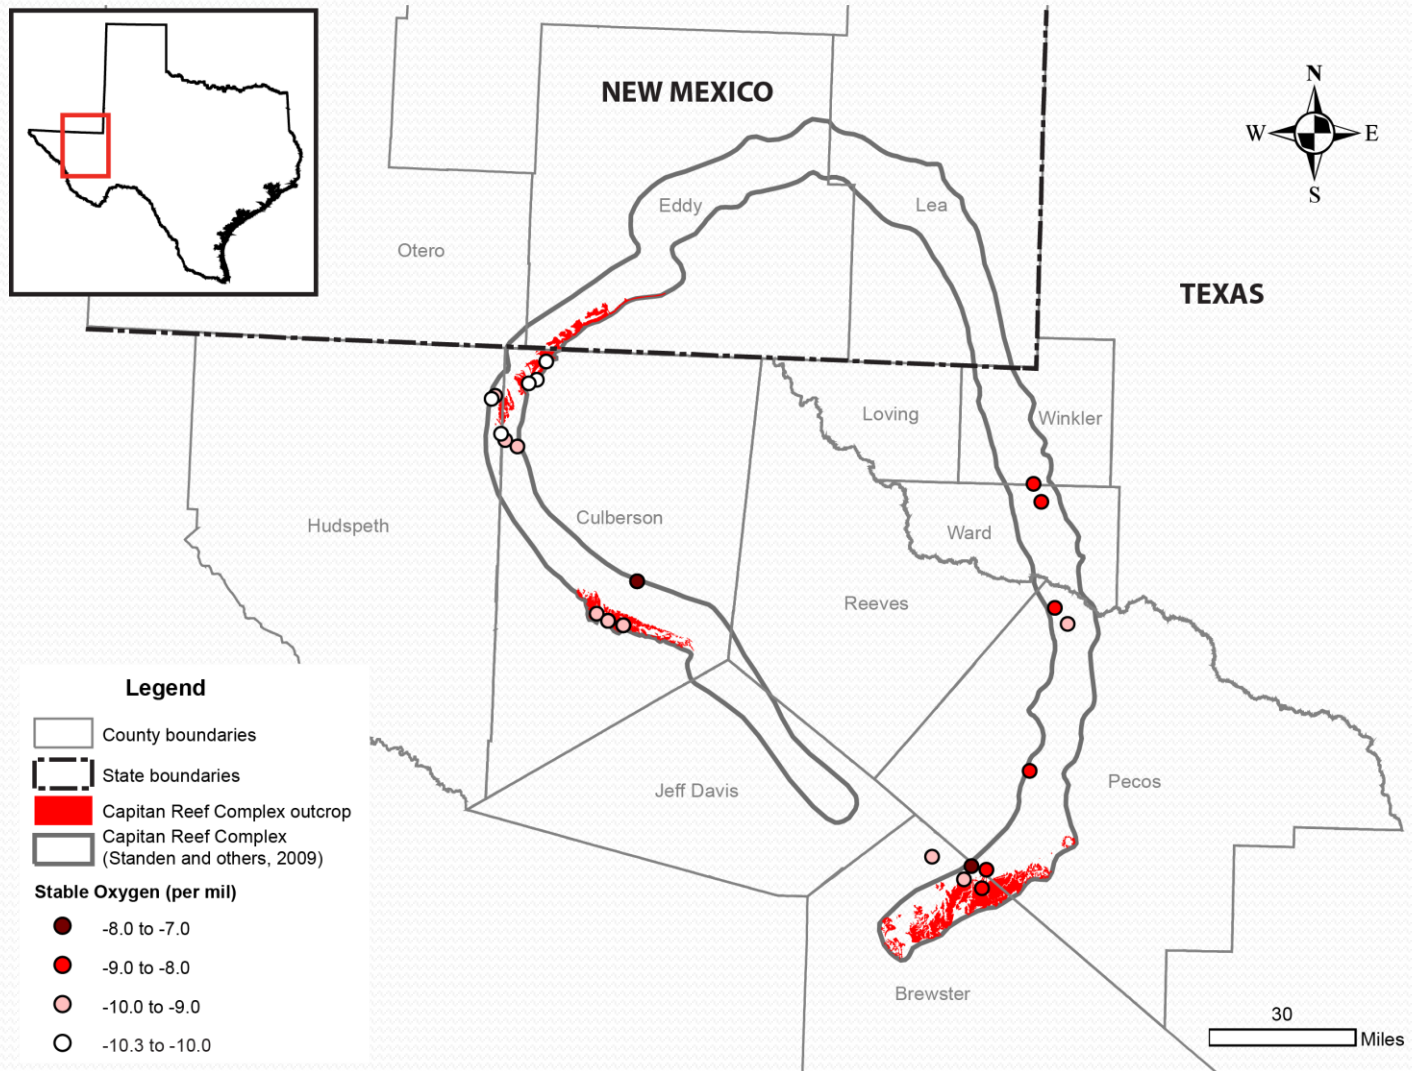 NEW MEXICO
N
W
E
S
Eddy
Lea
Otero
TEXAS
Loving
Winkler
Hudspeth
Culberson
Ward
Reeves
Jeff Davis
Pecos
Brewster
Legend
County boundaries
State boundaries
Capitan Reef Complex outcrop
Capitan Reef Complex
(Standen and others, 2009)
Stable Oxygen (per mil)
-8.0 to -7.0
-9.0 to -8.0
-10.0 to -9.0
-10.3 to -10.0
30
Miles